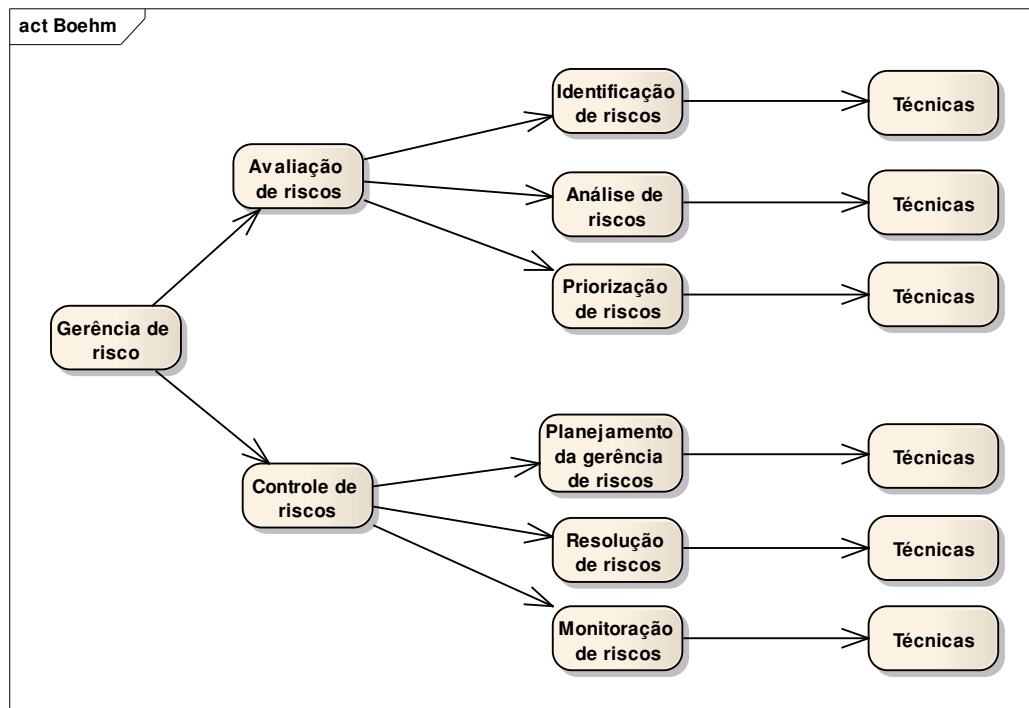 act Boehm
Identificação
de riscos
Técnicas
Avaliação
de riscos
Análise de
riscos
Técnicas
Priorização
de riscos
Técnicas
Gerência de
risco
Planejamento
da gerência
de riscos
Técnicas
Controle de
riscos
Resolução
de riscos
Técnicas
Monitoração
de riscos
Técnicas